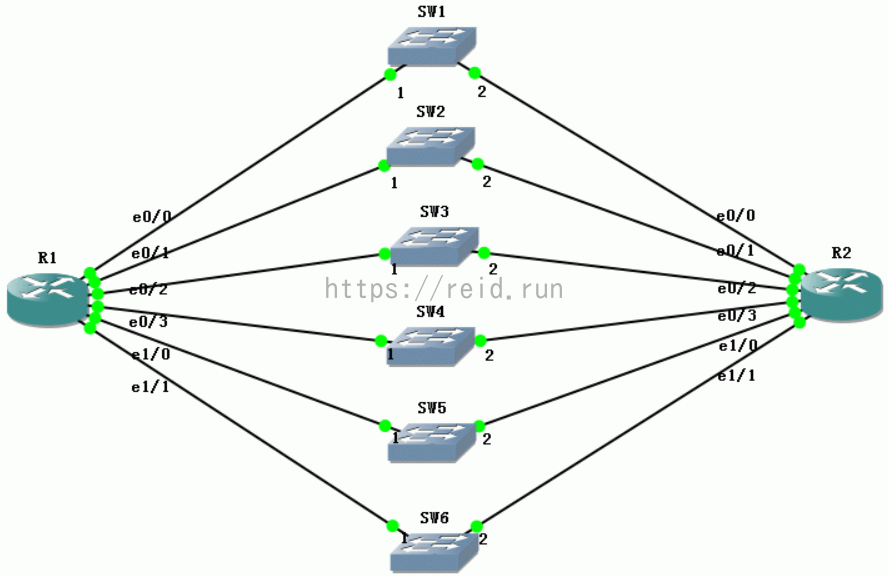 SW1
1 2
SW2
1 2
e0/0 SW3 e0/0
R1 e0/1 e0/1 R2
1 2
e0/2 https://reid.run e0/2
e0/3 SW4 e0/3
e1/0 1 2 e1/0
e1/1 e1/1
SW5
1 2
SW6
1 2